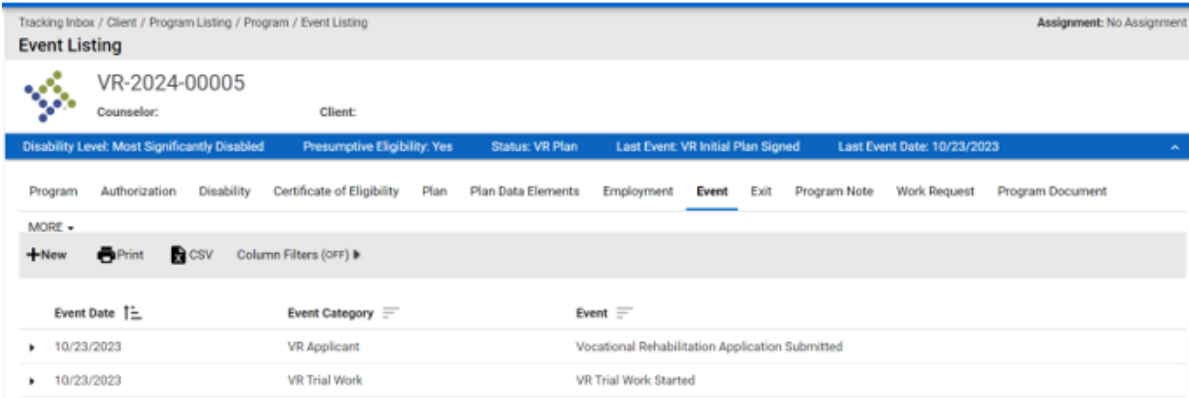 Tracking Inbox / Client / Program Listing / Program / Event Listing Assignment: No Assignment
Event Listing
VR-2024-00005
Counselor: Client:
Disability Level: Most Significantly Disabled Presumptive Eligibility: Yes Status: VR Plan Last Event: VR Initial Plan Signed Last Event Date: 10/23/2023
Program Authorization Disability Certificate of Eligibility Plan Plan Data Elements Employment Event Exit Program Note Work Request Program Document
MORE
New Print CSV Column Filters (OFF)
Event Date Event Category Event
10/23/2023 VR Applicant Vocational Rehabilitation Application Submitted
10/23/2023 VR Trial Work VR Trial Work Started